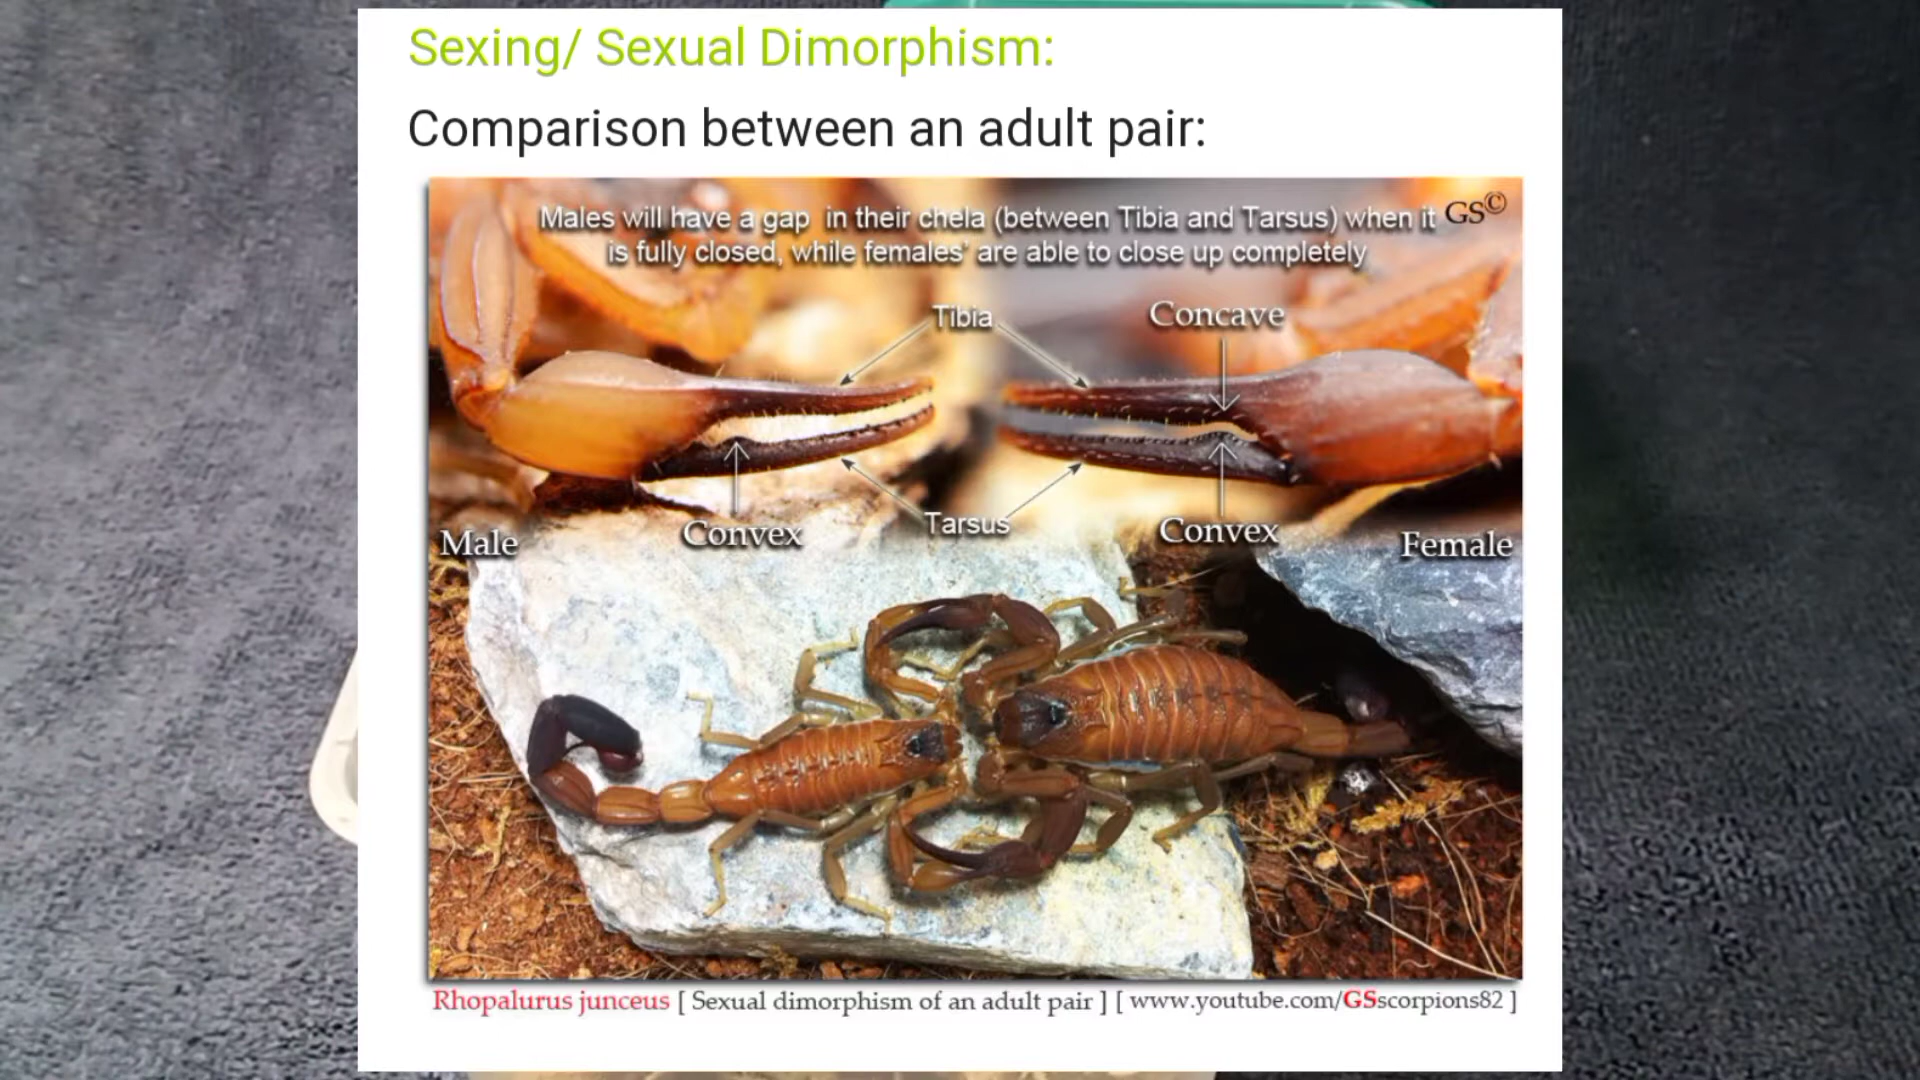 Sexing/ Sexual Dimorphism:
Comparison between an adult pair:
Males will have a gap in their chela (between Tibia and Tarsus) when it
is fully closed, while females' are able to close up completely
GS©
Tibia
Concave
Male
Convex
Tarsus
Convex
Female
Rhopalurus junceus [ Sexual dimorphism of an adult pair ] [ www.youtube.com/GSscorpions82 ]